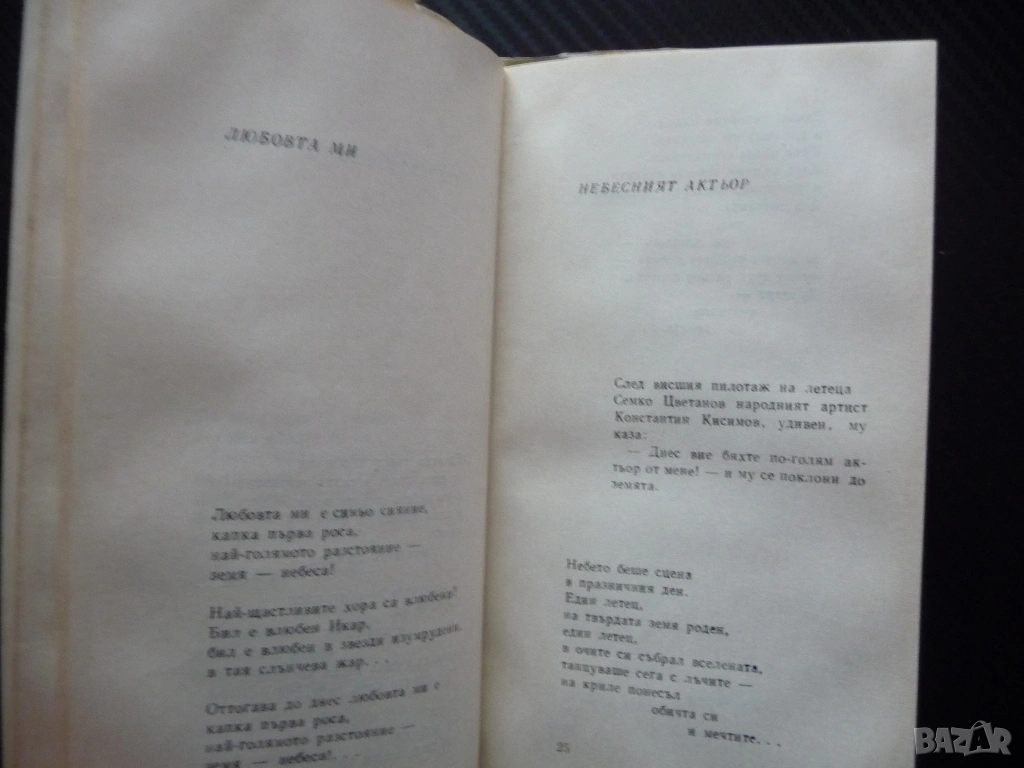 ЛЮБОВТА МИ
Любовта ми е синьо сияние,
капка първа роса,
най-голямото разстояние —
земя — небеса!
Най-щастливите хора са влюбени!
Бил е влюбен Икар,
бил е влюбен в звезди изумрудени
в тая слънчева жар. . .
Оттогава до днес любовта ми е
капка първа роса,
най-голямото разстояние —
земя — небеса!. . .
НЕБЕСНИЯТ АКТЬОР
След висшия пилотаж на летеца
Семко Цветанов народният артист
Константин Кисимов, удивен, му
каза:
— Днес вие бяхте по-голям ак-
тьор от мене! — и му се поклони до
земята.
Небето беше сцена
в празничния ден.
Един летец,
на твърдата земя роден,
един летец,
в очите си събрал вселената,
танцуваше сега с лъчите —
на криле понесъл
обичта си
и мечтите. . .
25
BAZAR